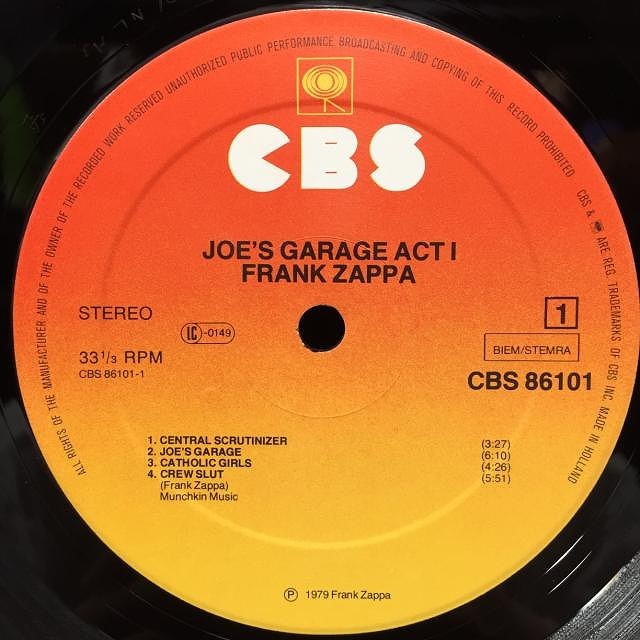 ALL RIGHTS OF THE MANUFACTURER AND OF THE OWNER OF THE RECORDED WORK RESERVED UNAUTHORIZED PUBLIC PERFORMANCE BROADCASTING AND COPYING OF THIS RECORD PROHIBITED
CBS & ARE REG. TRADEMARKS OF CBS INC. MADE IN HOLLAND
CBS
JOE'S GARAGE ACT I
FRANK ZAPPA
STEREO
LC-0149
1
33 1/3 RPM
BIEM/STEMRA
CBS 86101-1
CBS 86101
1. CENTRAL SCRUTINIZER (3:27)
2. JOE'S GARAGE (6:10)
3. CATHOLIC GIRLS (4:26)
4. CREW SLUT (5:51)
(Frank Zappa)
Munchkin Music
Ⓟ 1979 Frank Zappa